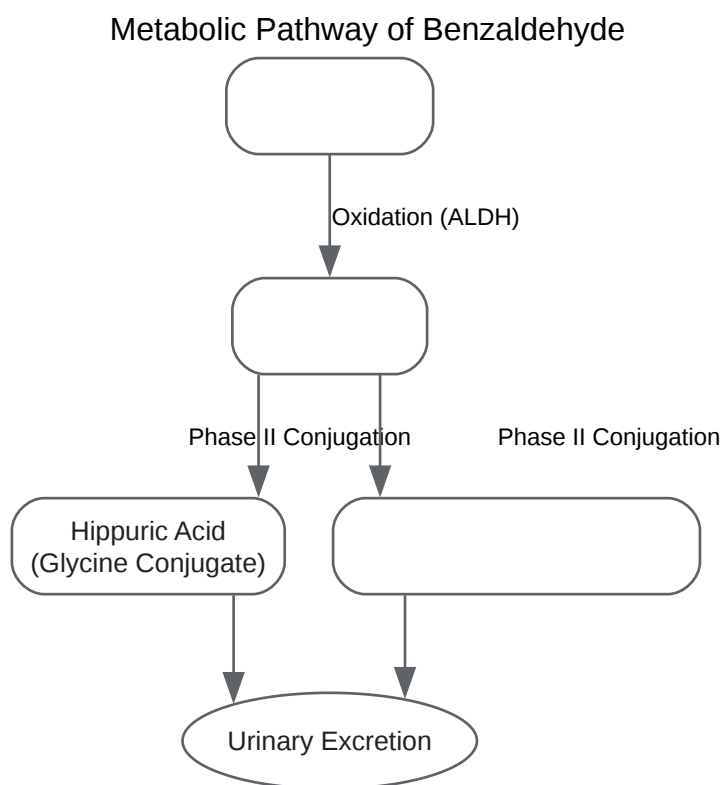 Metabolic Pathway of Benzaldehyde
Oxidation (ALDH)
Phase II Conjugation
Phase II Conjugation
Hippuric Acid
(Glycine Conjugate)
Urinary Excretion